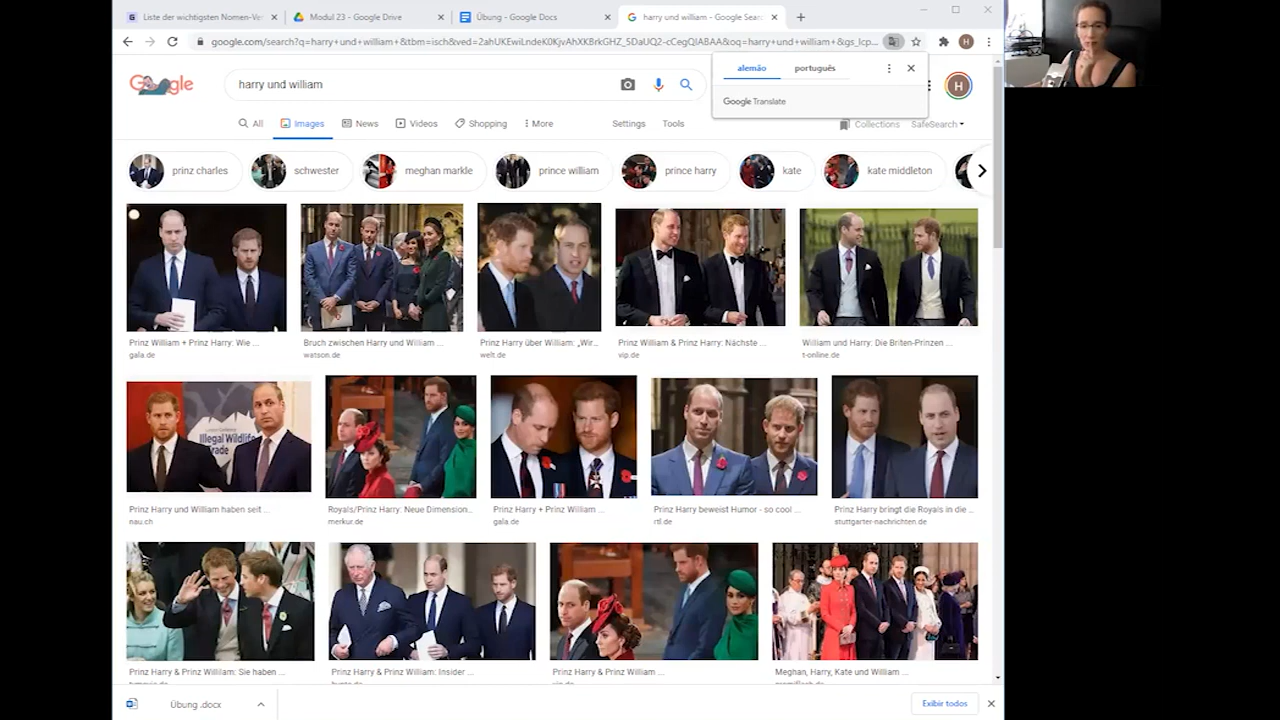 Liste der wichtigsten Nomen-Ver
Modul 23 - Google Drive
Übung - Google Docs
harry und william - Google Sear
google.com/search?q=harry+und+william+&tbm=isch&ved=2ahUKEwiLndeK0KjvAhXKBrkGHZ_5DaUQ2-cCegQIABAA&oq=harry+und+william+&gs_lcp...
H
alemão português
Google Translate
Google
harry und william
H
All Images News Videos Shopping More Settings Tools Collections SafeSearch
prinz charles schwester meghan markle prince william prince harry kate kate middleton
Illegal Wildlife
Trade
Prinz William + Prinz Harry: Wie ...
gala.de
Bruch zwischen Harry und William ...
watson.de
Prinz Harry über William: „Wir...
welt.de
Prinz William & Prinz Harry: Nächste ...
vip.de
William und Harry: Die Briten-Prinzen ...
t-online.de
Prinz Harry und William haben seit ...
nau.ch
Royals/Prinz Harry: Neue Dimension...
merkur.de
Prinz Harry + Prinz William ...
gala.de
Prinz Harry beweist Humor - so cool ...
rtl.de
Prinz Harry bringt die Royals in die ...
stuttgarter-nachrichten.de
Prinz Harry & Prinz William: Sie haben ...
Prinz Harry & Prinz William: Insider ...
Prinz Harry & Prinz William ...
Meghan, Harry, Kate und William ...
Übung .docx
Exibir todos